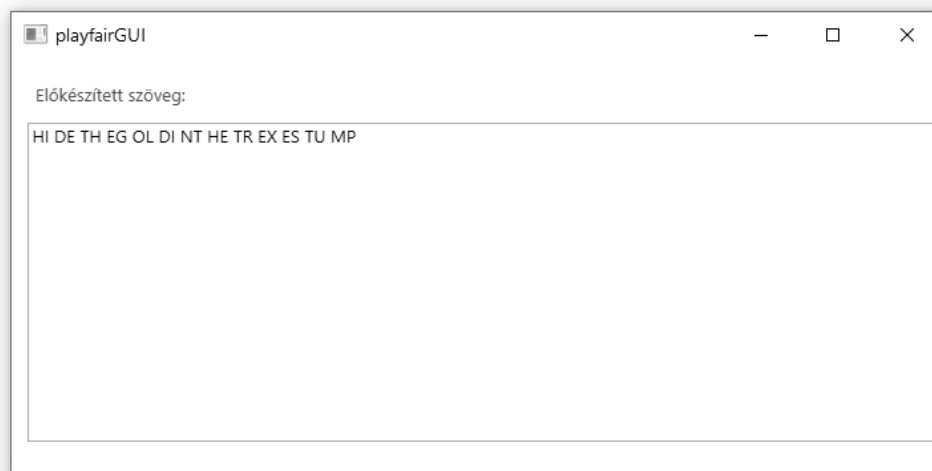 playfairGUI
Előkészített szöveg:
HI DE TH EG OL DI NT HE TR EX ES TU MP